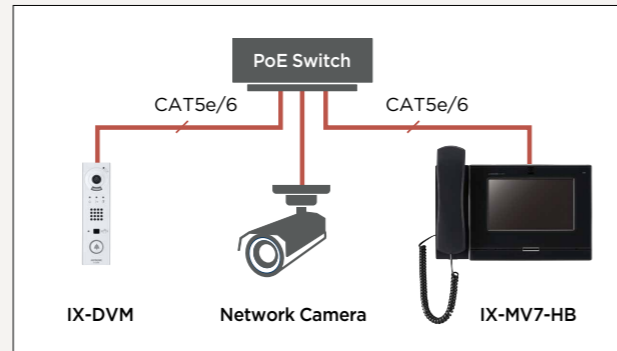 PoE Switch
CAT5e/6
CAT5e/6
IX-DVM
Network Camera
IX-MV7-HB